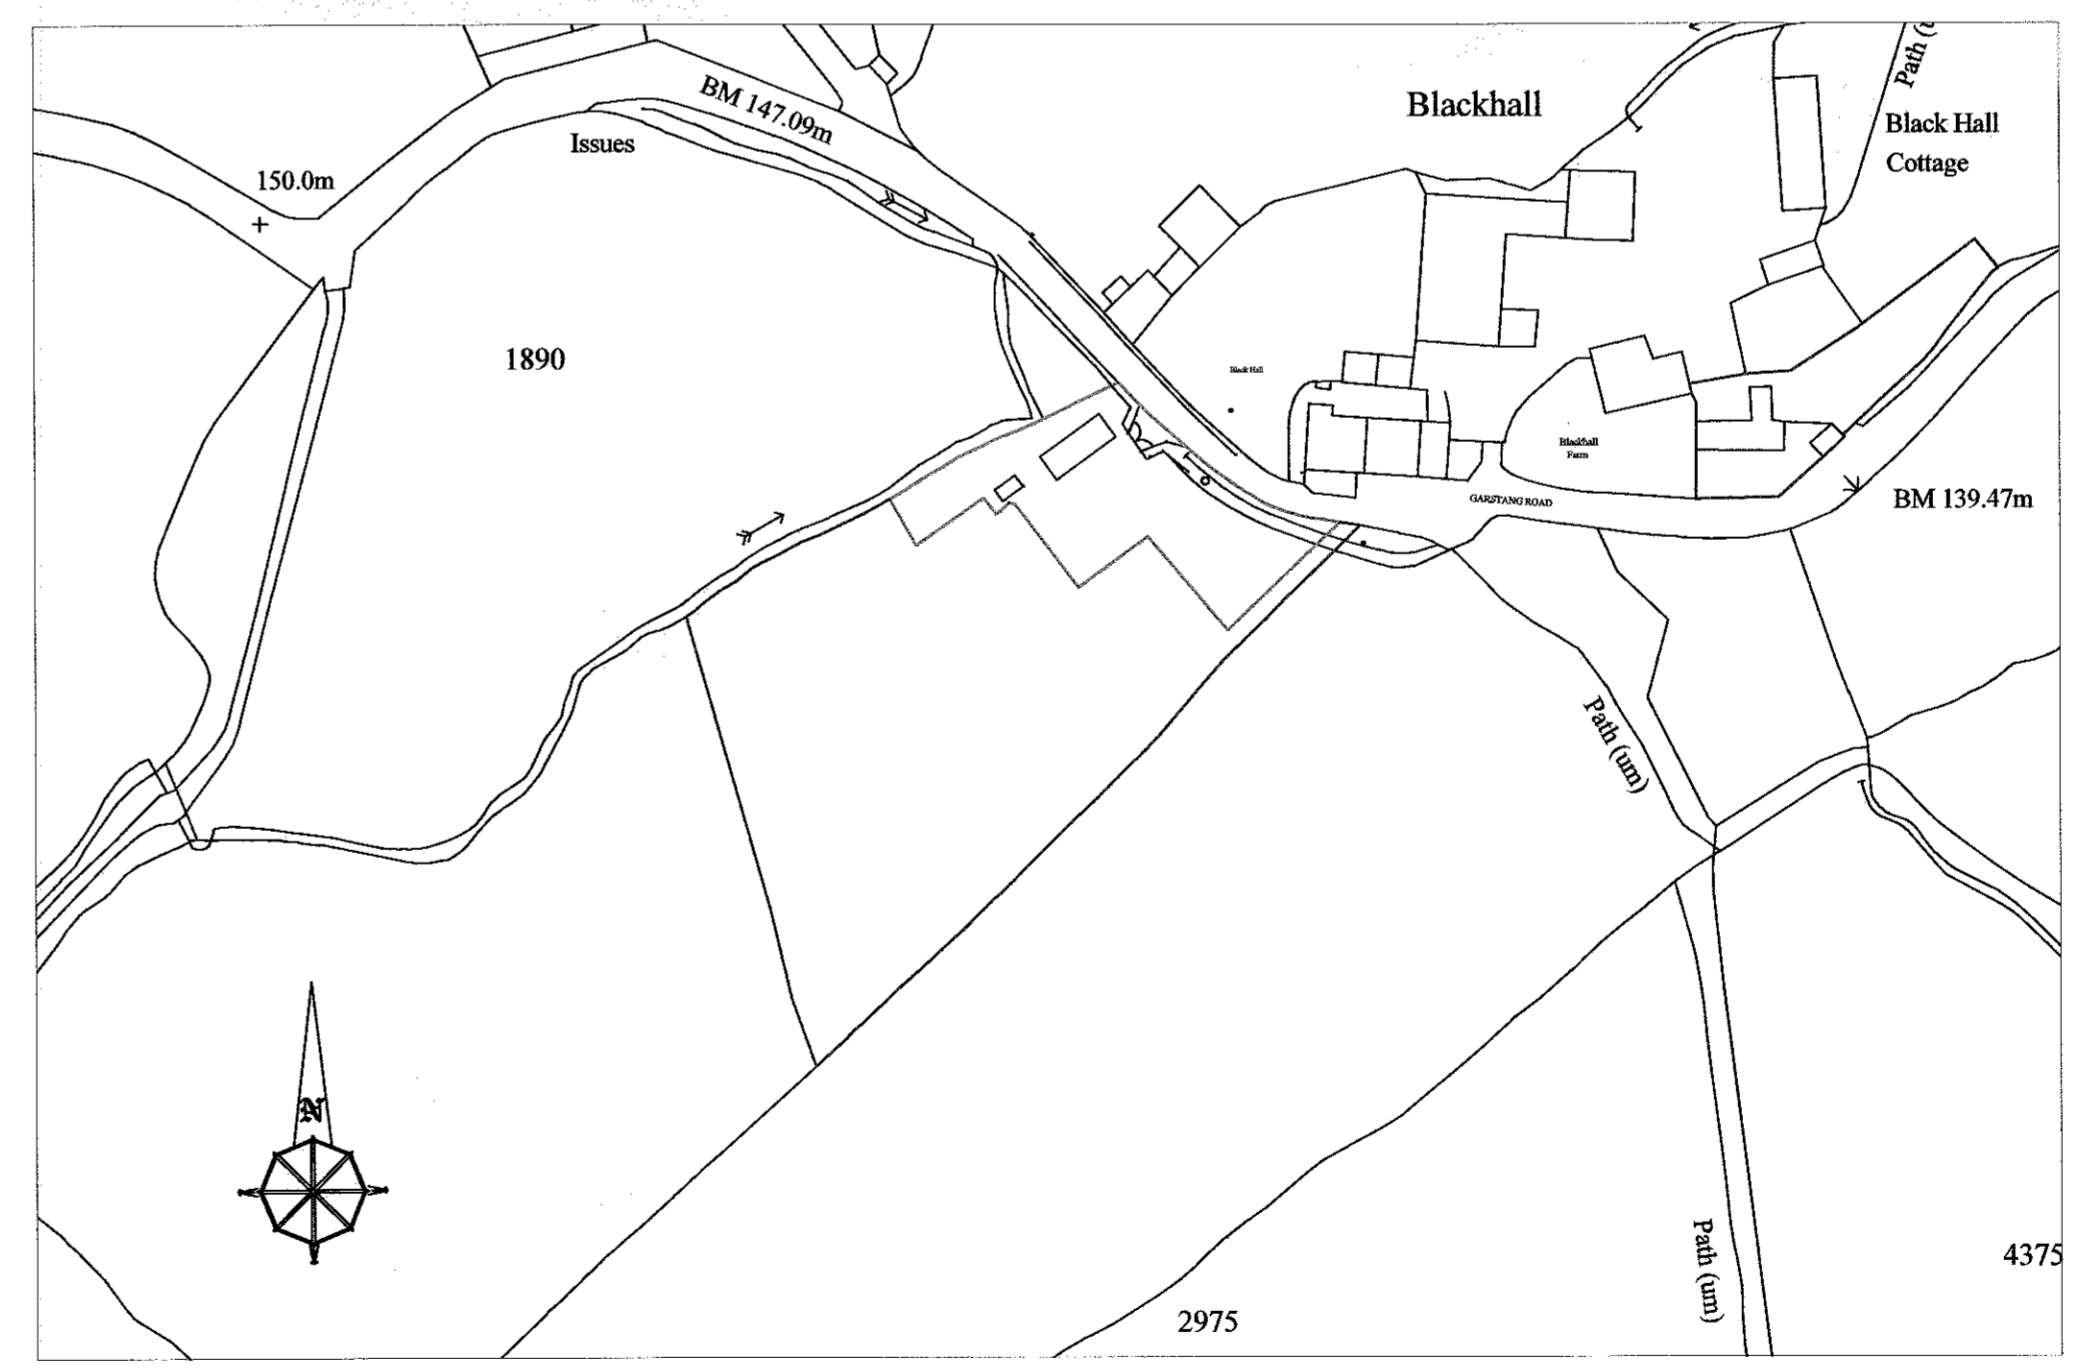 Path (u
BM 147.09m
Blackhall
Black Hall
Cottage
Issues
150.0m
1890
Black Hall
Blackhall
Farm
GARSTANG ROAD
BM 139.47m
Path (um)
N
Path (um)
4375
2975